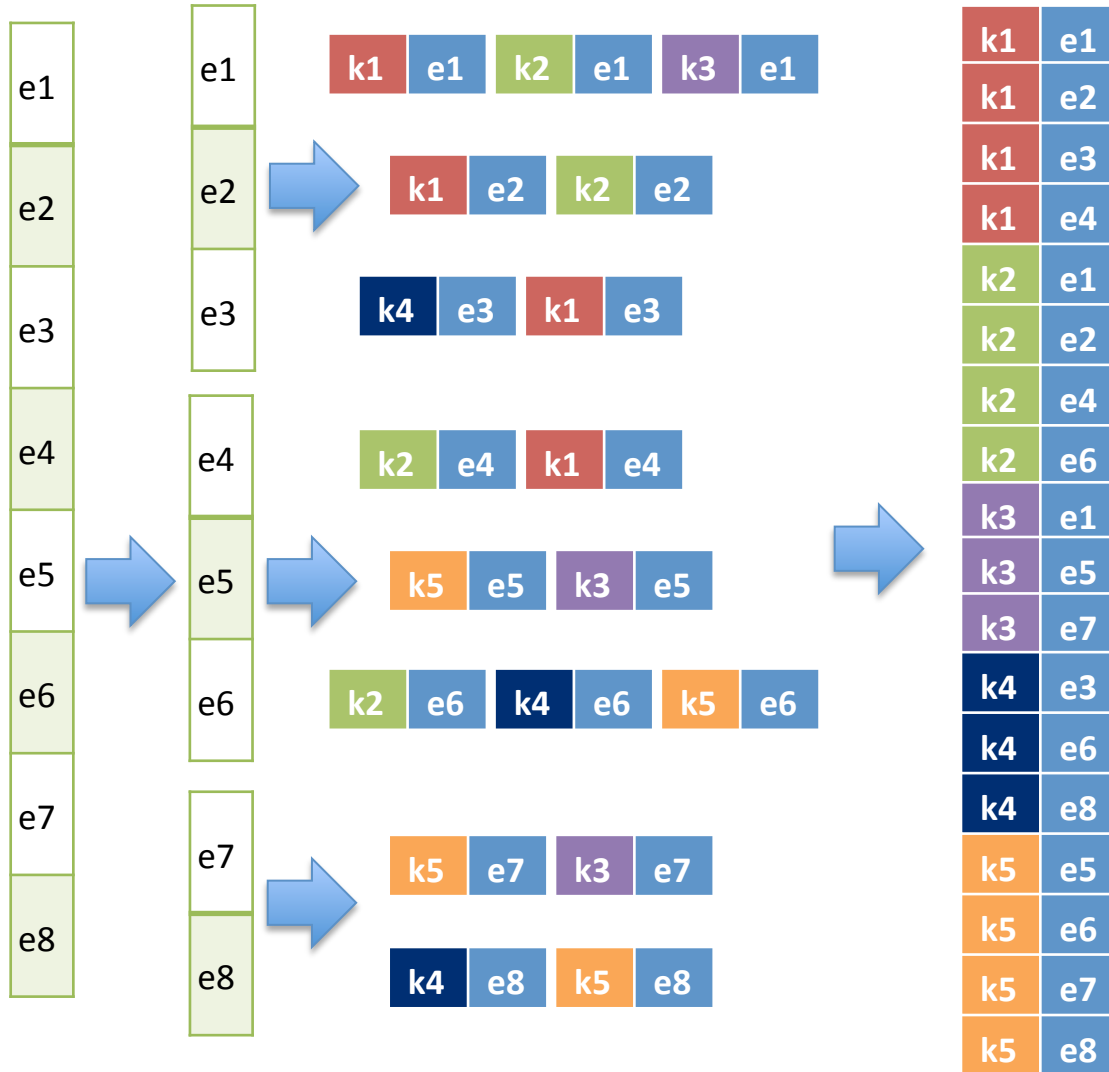 e1
e2
e3
e4
e5
e6
e7
e8
e1
e2
e3
e4
e5
e6
e7
e8
k1 e1 k2 e1 k3 e1
k1 e2 k2 e2
k4 e3 k1 e3
k2 e4 k1 e4
k5 e5 k3 e5
k2 e6 k4 e6 k5 e6
k5 e7 k3 e7
k4 e8 k5 e8
k1 e1
k1 e2
k1 e3
k1 e4
k2 e1
k2 e2
k2 e4
k2 e6
k3 e1
k3 e5
k3 e7
k4 e3
k4 e6
k4 e8
k5 e5
k5 e6
k5 e7
k5 e8